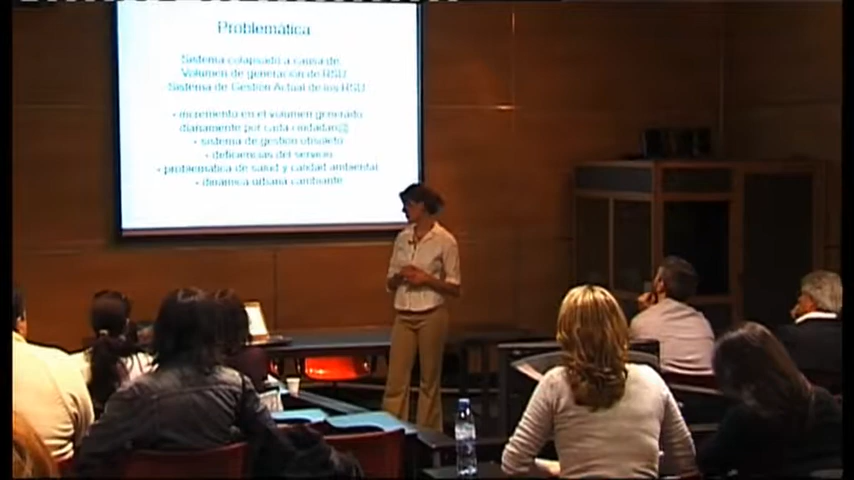 Problemática
Sistema colapsado a causa de:
Volumen de generación de RSU
Sistema de Gestión Actual de los RSU
- incremento en el volumen generado
diariamente por cada ciudadan@
- sistema de gestión obsoleto
- deficiencias del servicio
- problemática de salud y calidad ambiental
- dinámica urbana cambiante